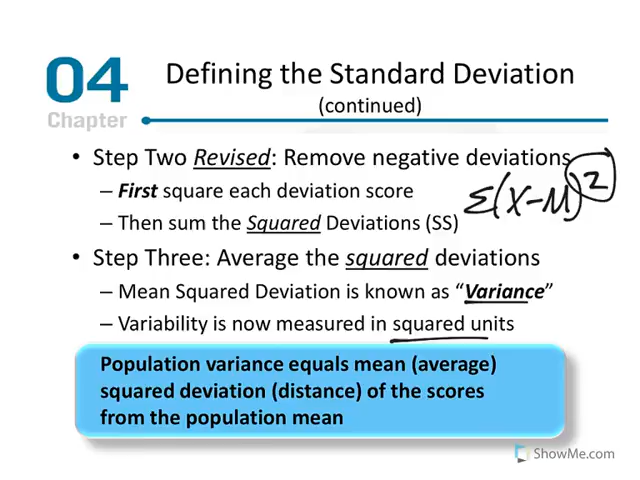 04
Chapter
Defining the Standard Deviation
(continued)
• Step Two Revised: Remove negative deviations
– First square each deviation score
– Then sum the Squared Deviations (SS)
Σ(X-M)²
• Step Three: Average the squared deviations
– Mean Squared Deviation is known as “Variance”
– Variability is now measured in squared units
Population variance equals mean (average)
squared deviation (distance) of the scores
from the population mean
ShowMe.com